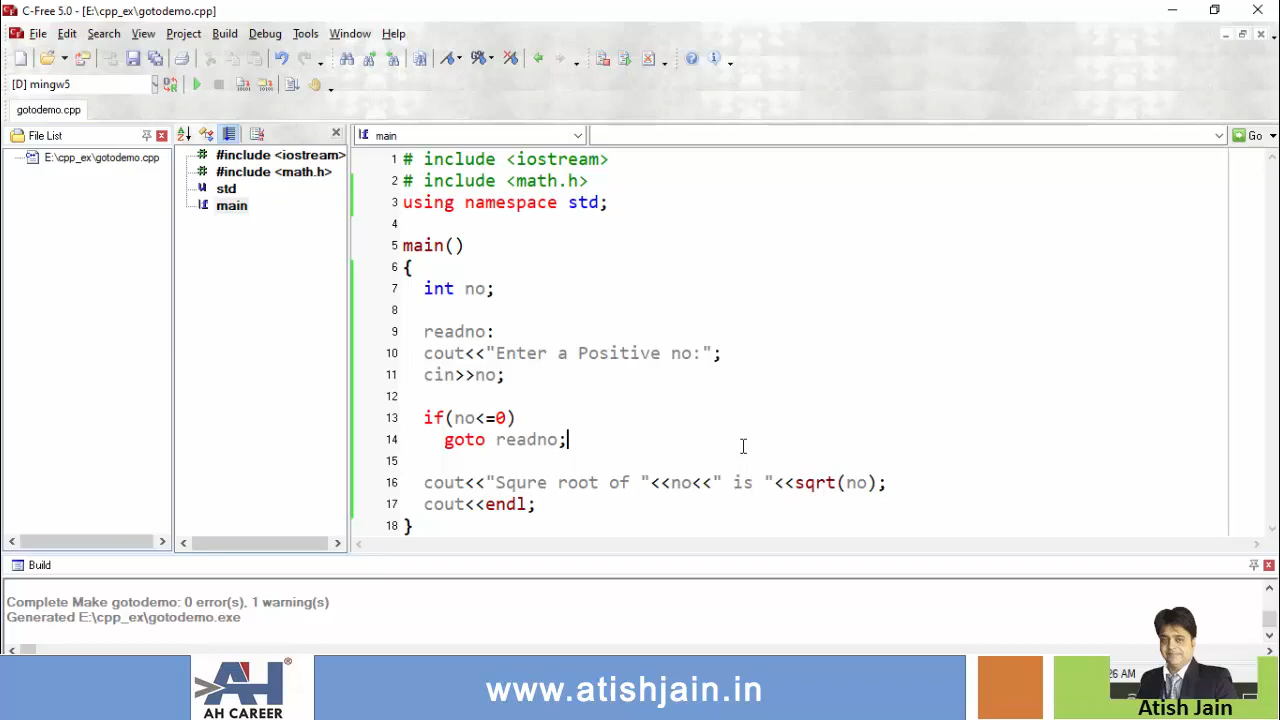 C-Free 5.0 - [E:\cpp_ex\gotodemo.cpp]
File Edit Search View Project Build Debug Tools Window Help
[D] mingw5
gotodemo.cpp
File List
main
Go
E:\cpp_ex\gotodemo.cpp
#include <iostream>
#include <math.h>
std
main
1 # include <iostream>
2 # include <math.h>
3 using namespace std;
4
5 main()
6 {
7 int no;
8
9 readno:
10 cout<<"Enter a Positive no:";
11 cin>>no;
12
13 if(no<=0)
14 goto readno;
15
16 cout<<"Squre root of "<<no<<" is "<<sqrt(no);
17 cout<<endl;
18 }
Build
Complete Make gotodemo: 0 error(s), 1 warning(s)
Generated E:\cpp_ex\gotodemo.exe
AH
®
AH CAREER
www.atishjain.in
26 AM
Atish Jain